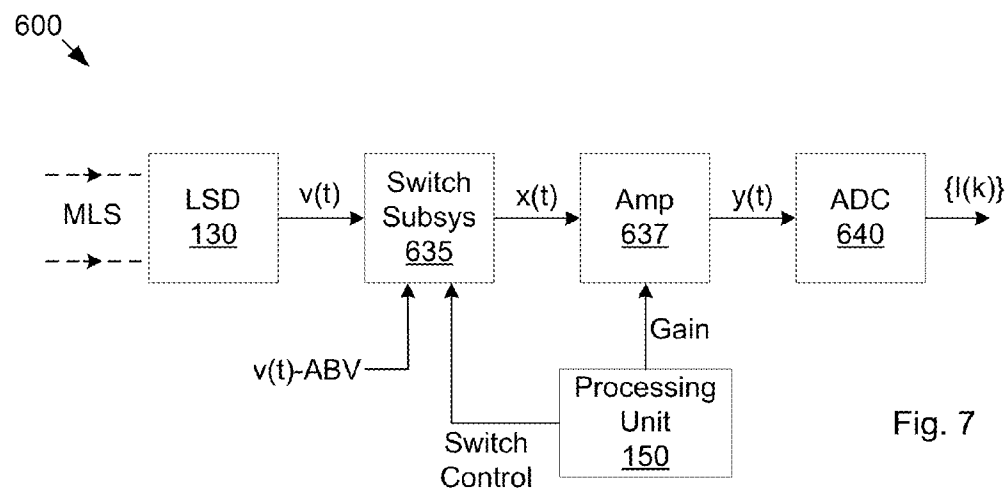 600
MLS
LSD
130
v(t)
Switch
Subsys
635
x(t)
Amp
637
y(t)
ADC
640
{I(k)}
v(t)-ABV
Switch
Control
Gain
Processing
Unit
150
Fig. 7